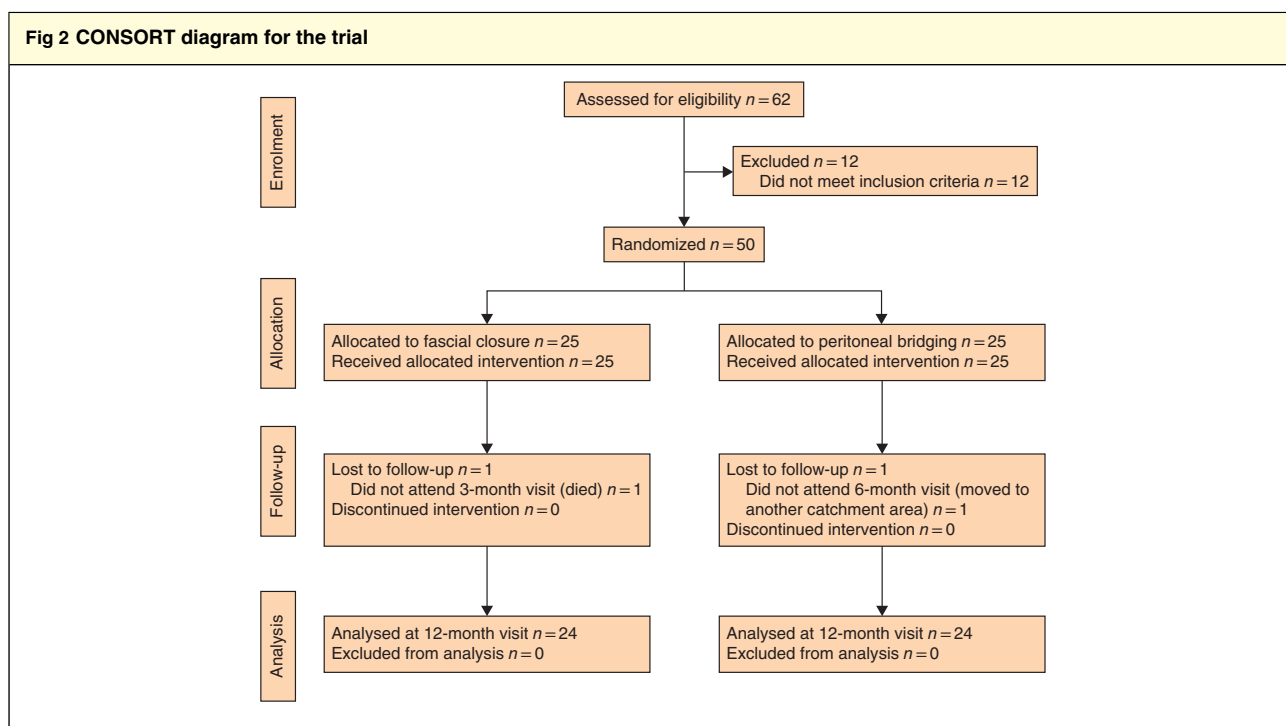 Fig 2 CONSORT diagram for the trial
Enrolment
Assessed for eligibility n = 62
Excluded n = 12
Did not meet inclusion criteria n = 12
Randomized n = 50
Allocation
Allocated to fascial closure n = 25
Received allocated intervention n = 25
Allocated to peritoneal bridging n = 25
Received allocated intervention n = 25
Follow-up
Lost to follow-up n = 1
Did not attend 3-month visit (died) n = 1
Discontinued intervention n = 0
Lost to follow-up n = 1
Did not attend 6-month visit (moved to
another catchment area) n = 1
Discontinued intervention n = 0
Analysis
Analysed at 12-month visit n = 24
Excluded from analysis n = 0
Analysed at 12-month visit n = 24
Excluded from analysis n = 0